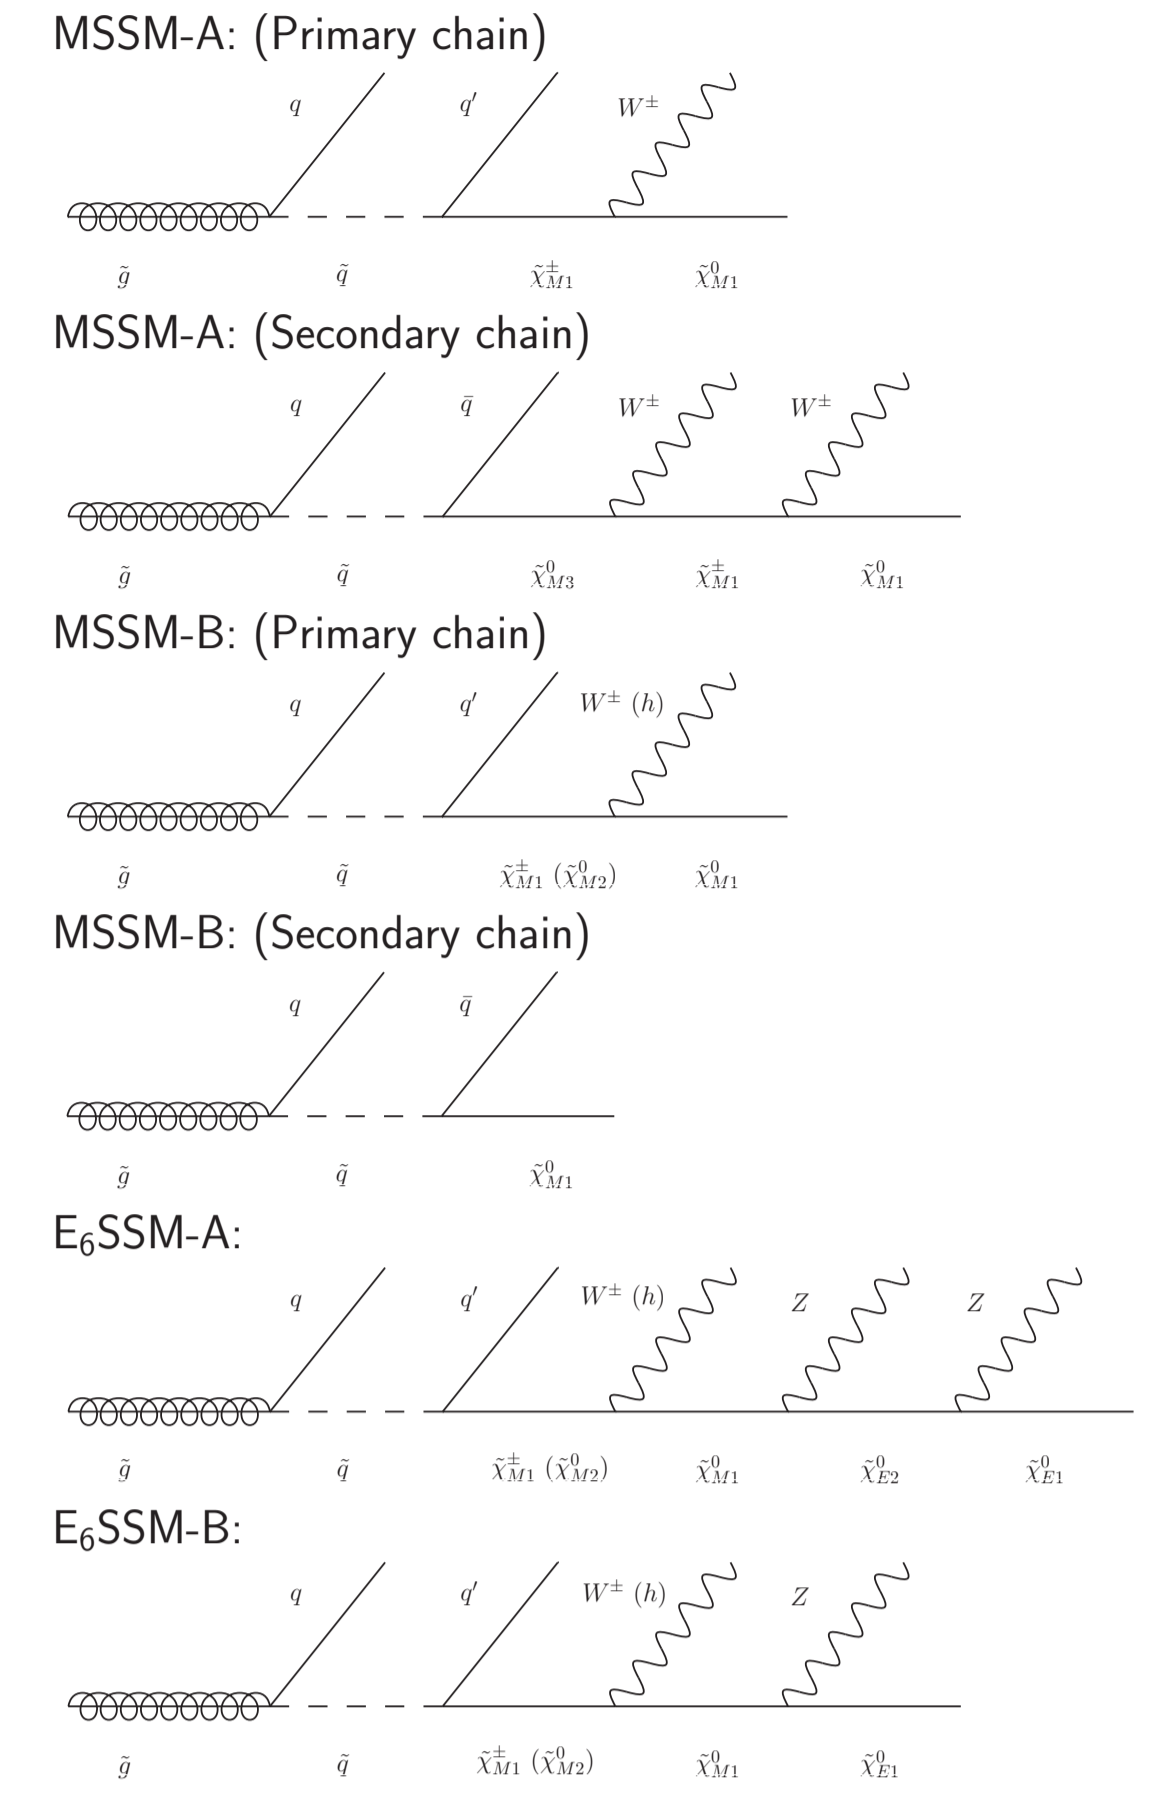 MSSM-A: (Primary chain)
q q′ W±
g̃ q̃ χ̃±M1 χ̃0M1
MSSM-A: (Secondary chain)
q q̄ W± W±
g̃ q̃ χ̃0M3 χ̃±M1 χ̃0M1
MSSM-B: (Primary chain)
q q′ W± (h)
g̃ q̃ χ̃±M1 (χ̃0M2) χ̃0M1
MSSM-B: (Secondary chain)
q q̄
g̃ q̃ χ̃0M1
E₆SSM-A:
q q′ W± (h) Z Z
g̃ q̃ χ̃±M1 (χ̃0M2) χ̃0M1 χ̃0E2 χ̃0E1
E₆SSM-B:
q q′ W± (h) Z
g̃ q̃ χ̃±M1 (χ̃0M2) χ̃0M1 χ̃0E1